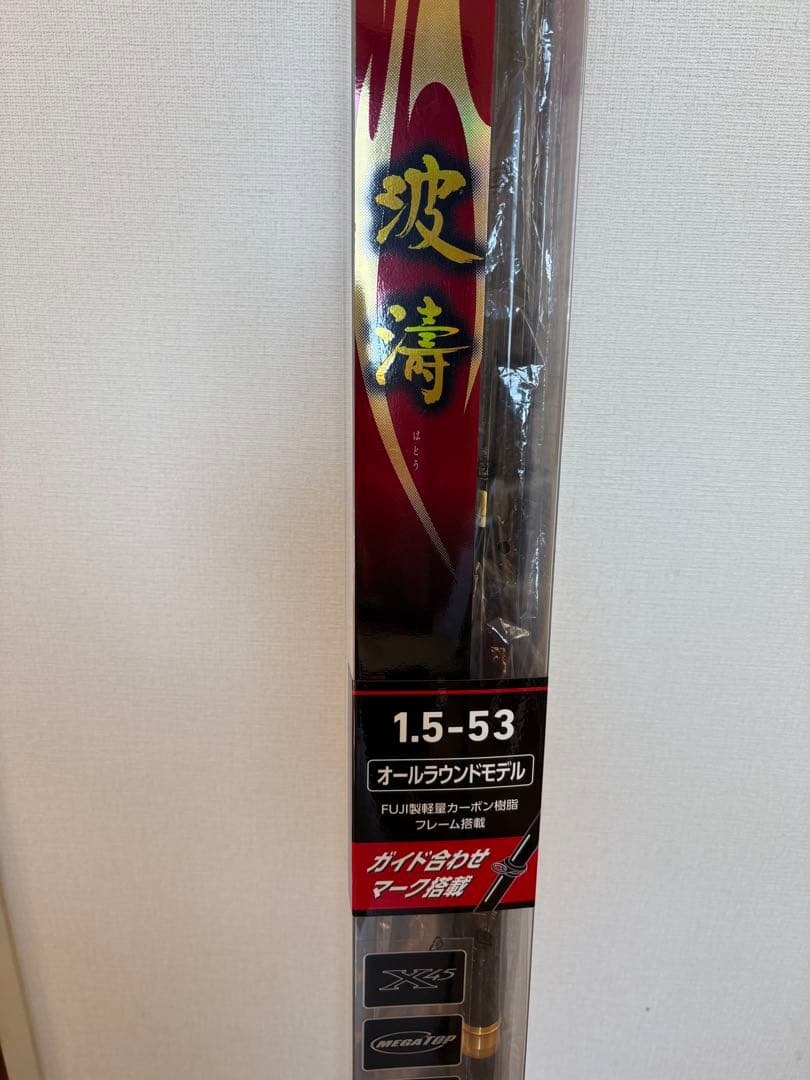 波濤
はとう
1.5-53
オールラウンドモデル
FUJI製軽量カーボン樹脂
フレーム搭載
ガイド合わせ
マーク搭載
X45
MEGATOP